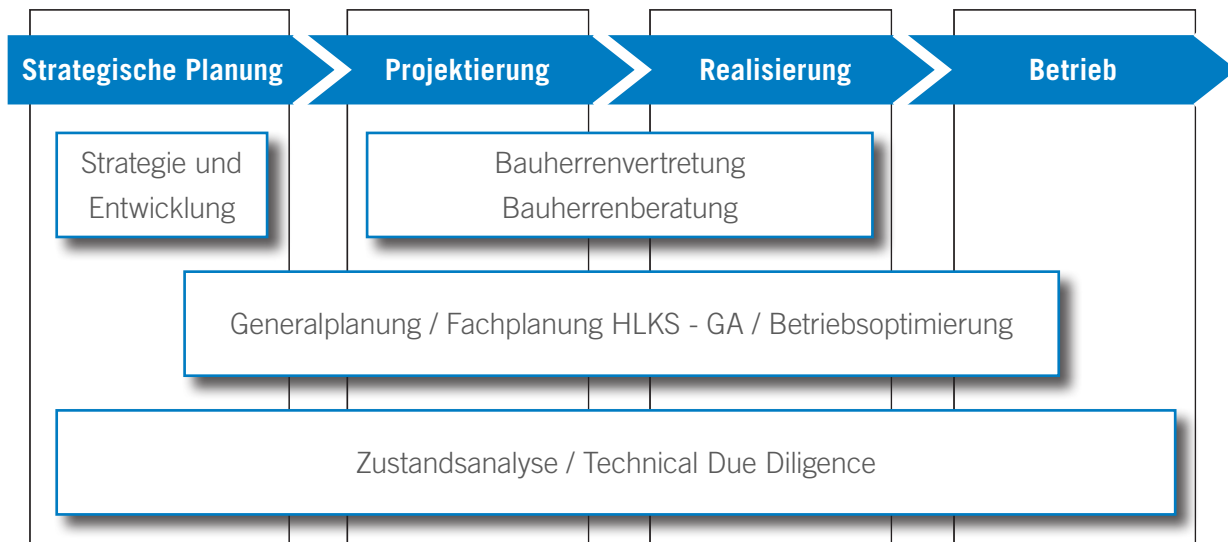 Strategische Planung
Projektierung
Realisierung
Betrieb
Strategie und
Entwicklung
Bauherrenvertretung
Bauherrenberatung
Generalplanung / Fachplanung HLKS - GA / Betriebsoptimierung
Zustandsanalyse / Technical Due Diligence